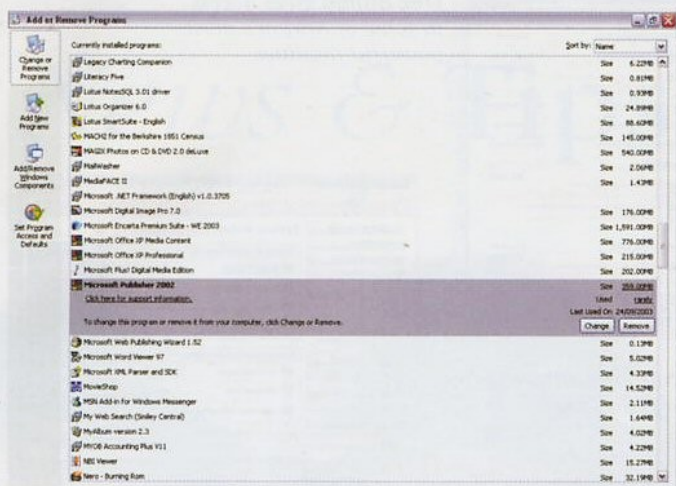 Add or Remove Programs
Change or Remove Programs
Add New Programs
Add/Remove Windows Components
Set Program Access and Defaults
Currently installed programs:
Sort by: Name
Legacy Charting Companion Size 6.22MB
Literacy Five Size 0.81MB
Lotus NotesSQL 3.01 driver Size 0.93MB
Lotus Organizer 6.0 Size 24.89MB
Lotus SmartSuite - English Size 88.60MB
MACH2 for the Berkshire 1851 Census Size 145.00MB
MAGIX Photos on CD & DVD 2.0 deLuxe Size 540.00MB
MailWasher Size 2.06MB
MediaFACE II Size 1.43MB
Microsoft .NET Framework (English) v1.0.3705
Microsoft Digital Image Pro 7.0 Size 176.00MB
Microsoft Encarta Premium Suite - WE 2003 Size 1,591.00MB
Microsoft Office XP Media Content Size 776.00MB
Microsoft Office XP Professional Size 215.00MB
Microsoft Plus! Digital Media Edition Size 202.00MB
Microsoft Publisher 2002 Size 359.00MB
Click here for support information. Used rarely
Last Used On 24/09/2003
To change this program or remove it from your computer, click Change or Remove. Change Remove
Microsoft Web Publishing Wizard 1.52 Size 0.13MB
Microsoft Word Viewer 97 Size 5.02MB
Microsoft XML Parser and SDK Size 4.33MB
MovieShop Size 14.52MB
MSN Add-in for Windows Messenger Size 2.11MB
My Web Search (Smiley Central) Size 1.64MB
MyAlbum version 2.3 Size 4.02MB
MYOB Accounting Plus V11 Size 4.22MB
NBI Viewer Size 15.27MB
Nero - Burning Rom Size 32.19MB